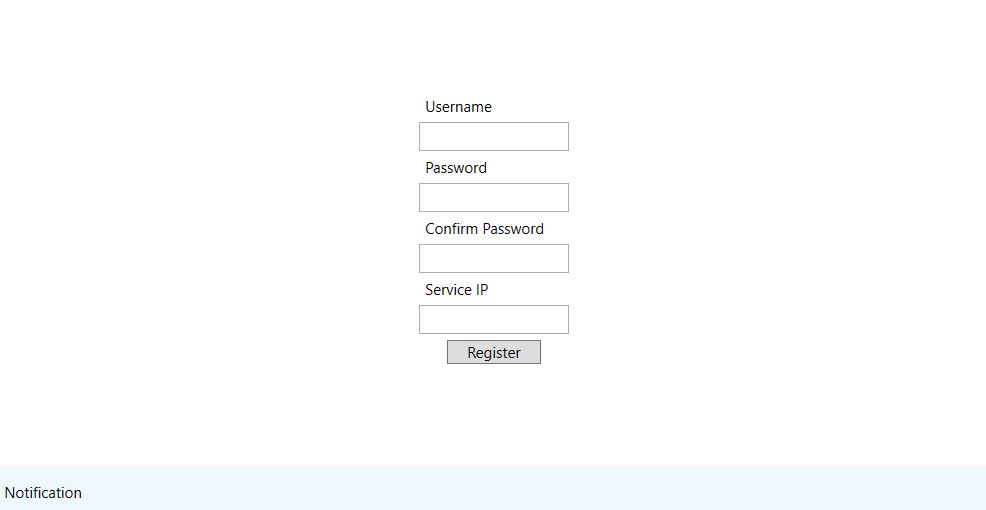 Username
Password
Confirm Password
Service IP
Register
Notification